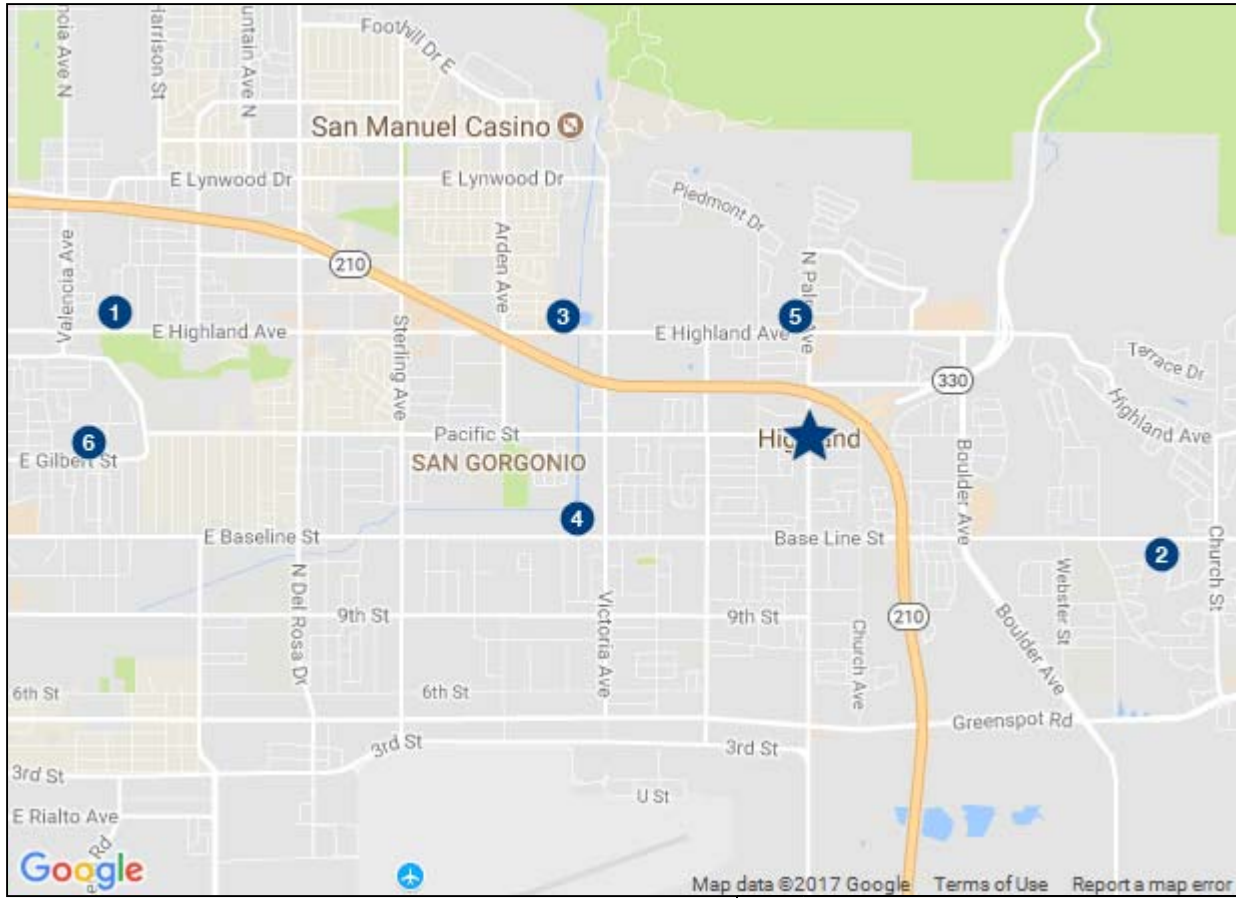 ncia Ave N
Harrison St
untain Ave N
Foothill Dr E
San Manuel Casino
E Lynwood Dr
E Lynwood Dr
Piedmont Dr
Valencia Ave
Arden Ave
N Palm Ave
210
1
3
5
E Highland Ave
Sterling Ave
E Highland Ave
Terrace Dr
330
Highland Ave
6
Pacific St
Highland
E Gilbert St
SAN GORGONIO
Boulder Ave
4
E Baseline St
Base Line St
2
Church St
N Del Rosa Dr
Victoria Ave
Webster St
9th St
9th St
210
Church Ave
Boulder Ave
6th St
6th St
Greenspot Rd
3rd St
3rd St
3rd St
U St
E Rialto Ave
Rd
Google
Map data ©2017 Google
Terms of Use
Report a map error